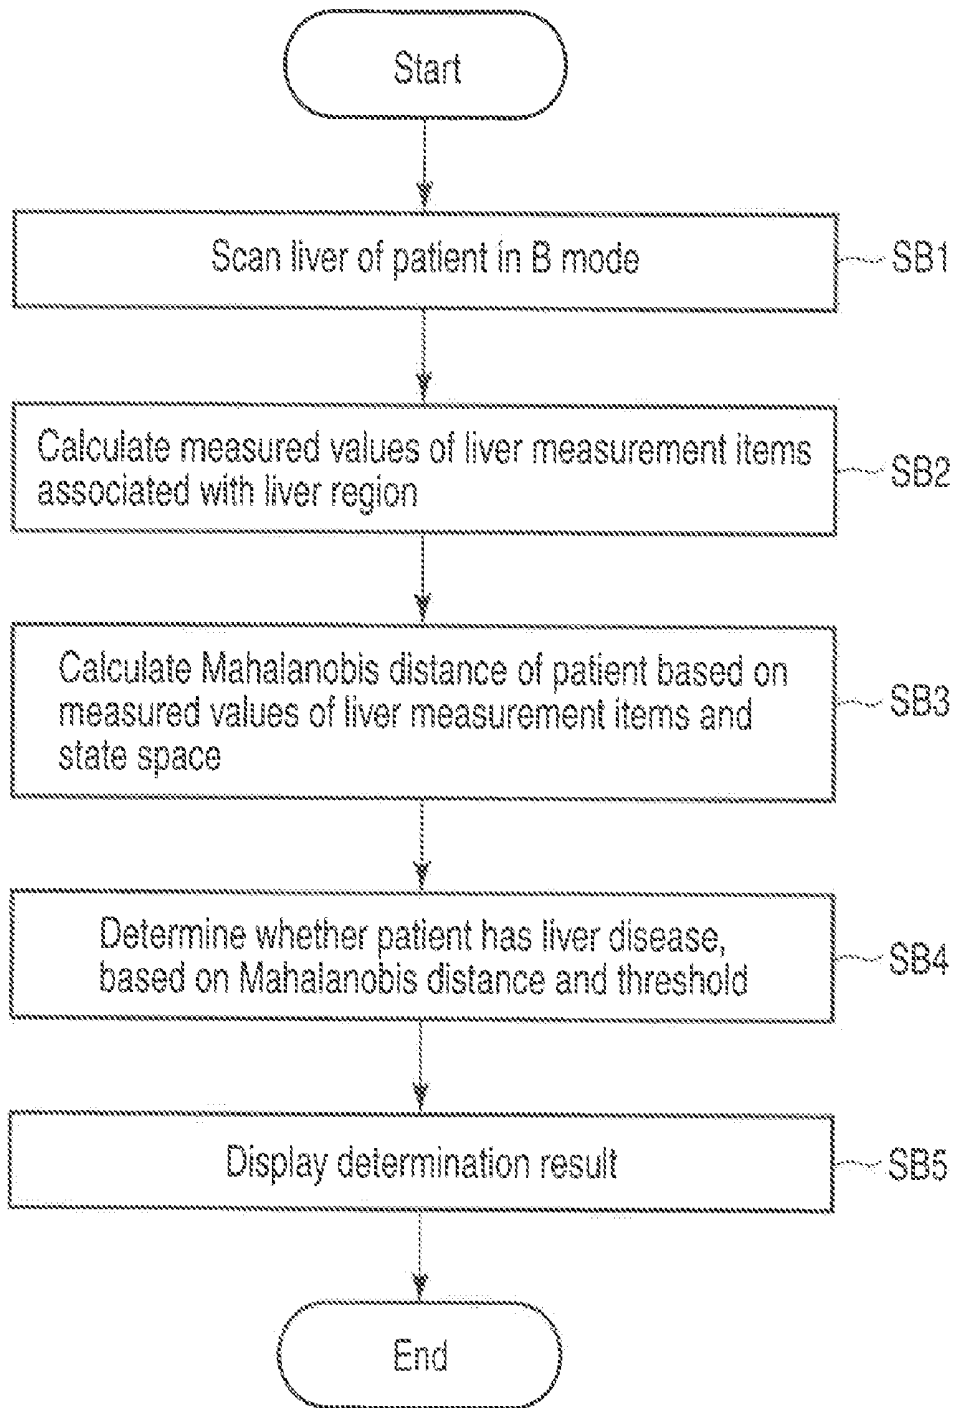 Start
Scan liver of patient in B mode
SB1
Calculate measured values of liver measurement items
associated with liver region
SB2
Calculate Mahalanobis distance of patient based on
measured values of liver measurement items and
state space
SB3
Determine whether patient has liver disease,
based on Mahalanobis distance and threshold
SB4
Display determination result
SB5
End